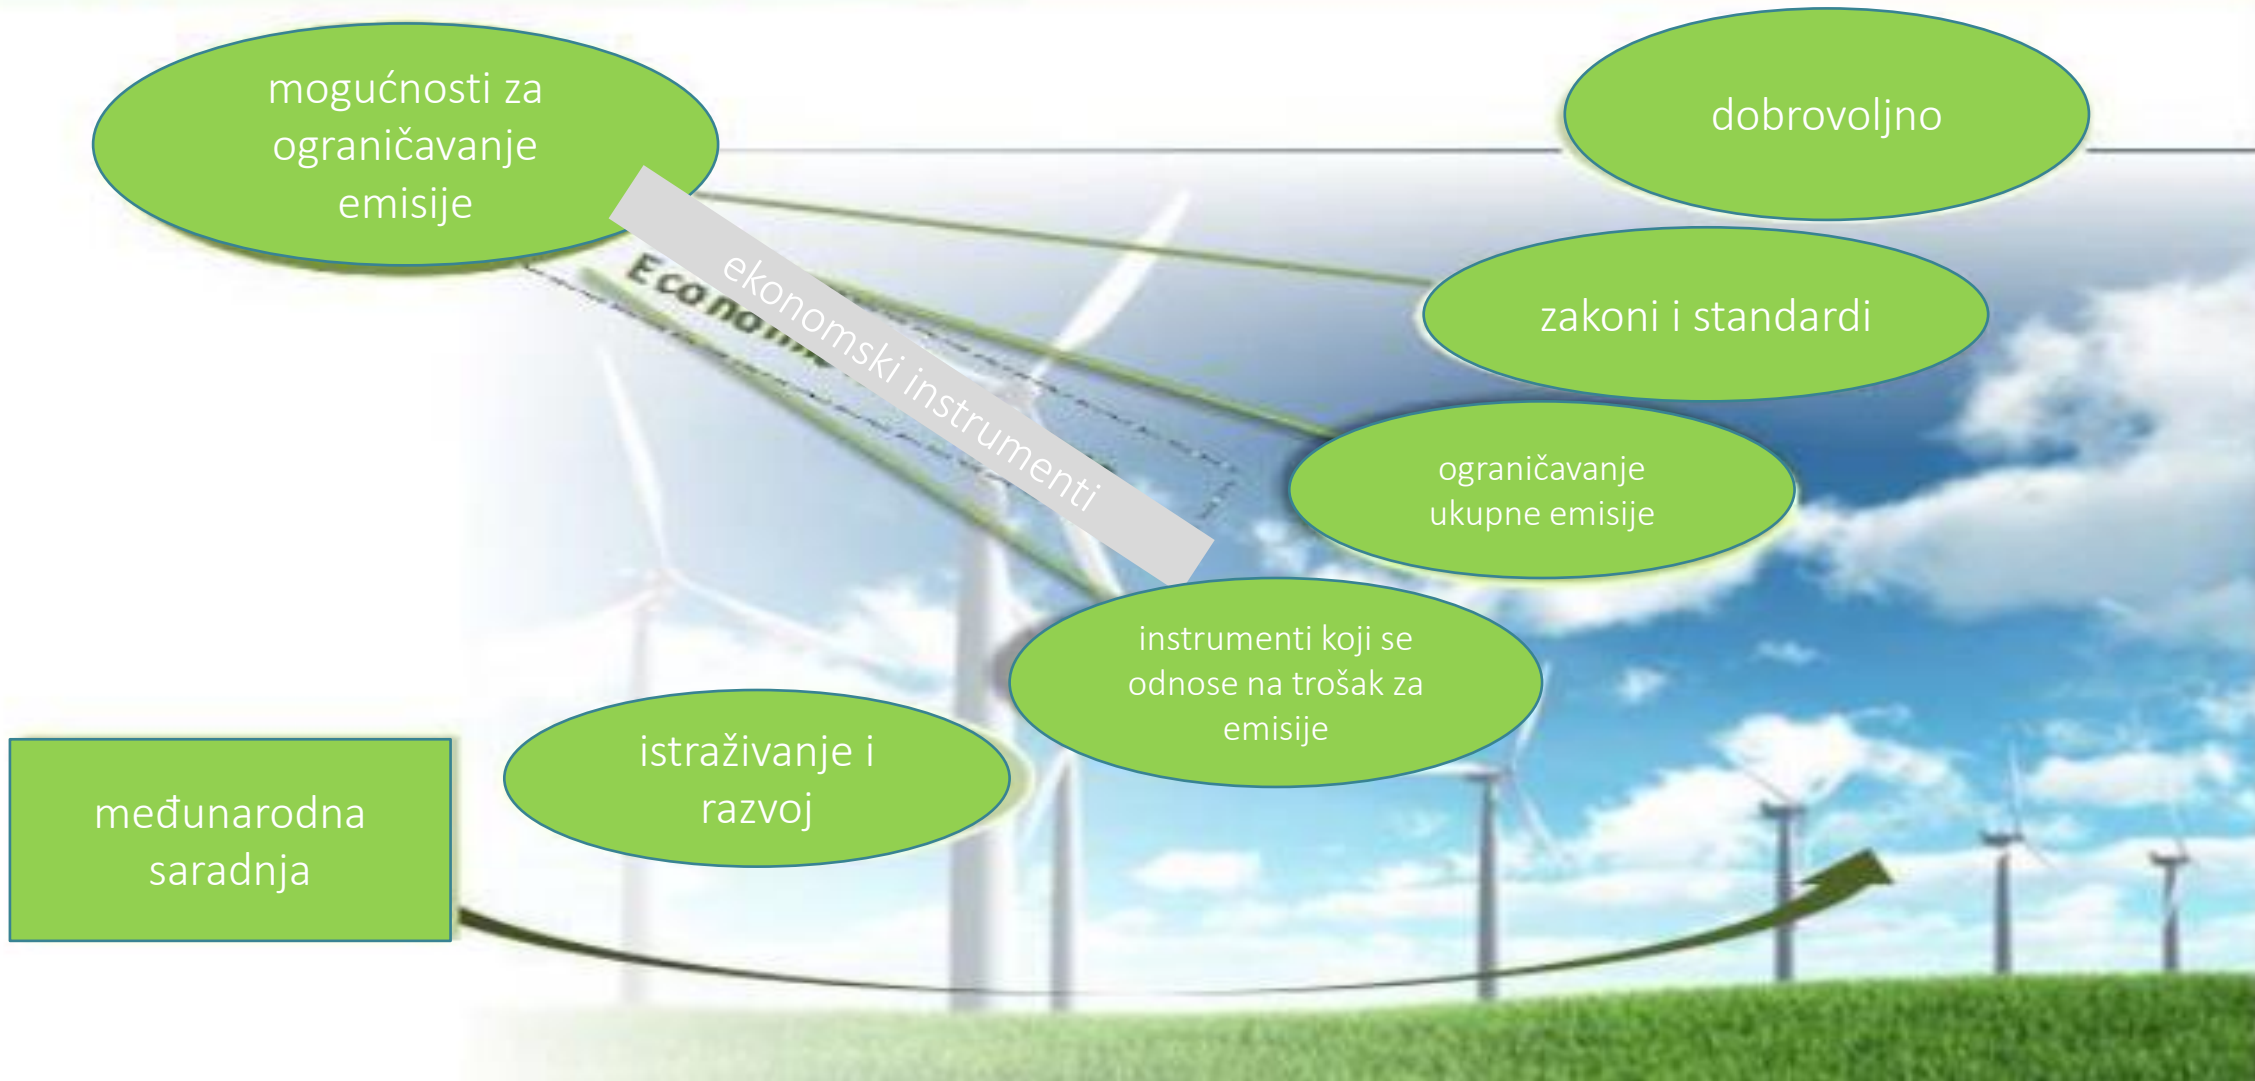 mogućnosti za
ograničavanje
emisije
dobrovoljno
zakoni i standardi
ekonomski instrumenti
ograničavanje
ukupne emisije
instrumenti koji se
odnose na trošak za
emisije
istraživanje i
razvoj
međunarodna
saradnja